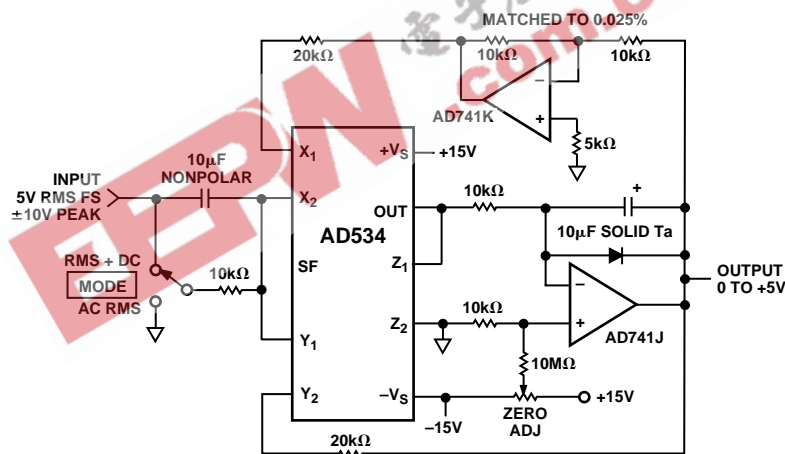 MATCHED TO 0.025%
20kΩ
10kΩ
10kΩ
AD741K
–
+
5kΩ
INPUT
5V RMS FS
±10V PEAK
10μF
NONPOLAR
X1
+VS
+15V
X2
OUT
10kΩ
+
10μF SOLID Ta
AD534
RMS + DC
MODE
AC RMS
10kΩ
SF
Z1
–
+
AD741J
OUTPUT
0 TO +5V
Y1
Z2
10kΩ
10MΩ
Y2
–VS
–15V
ZERO
ADJ
+15V
20kΩ
EEPW
.com.c